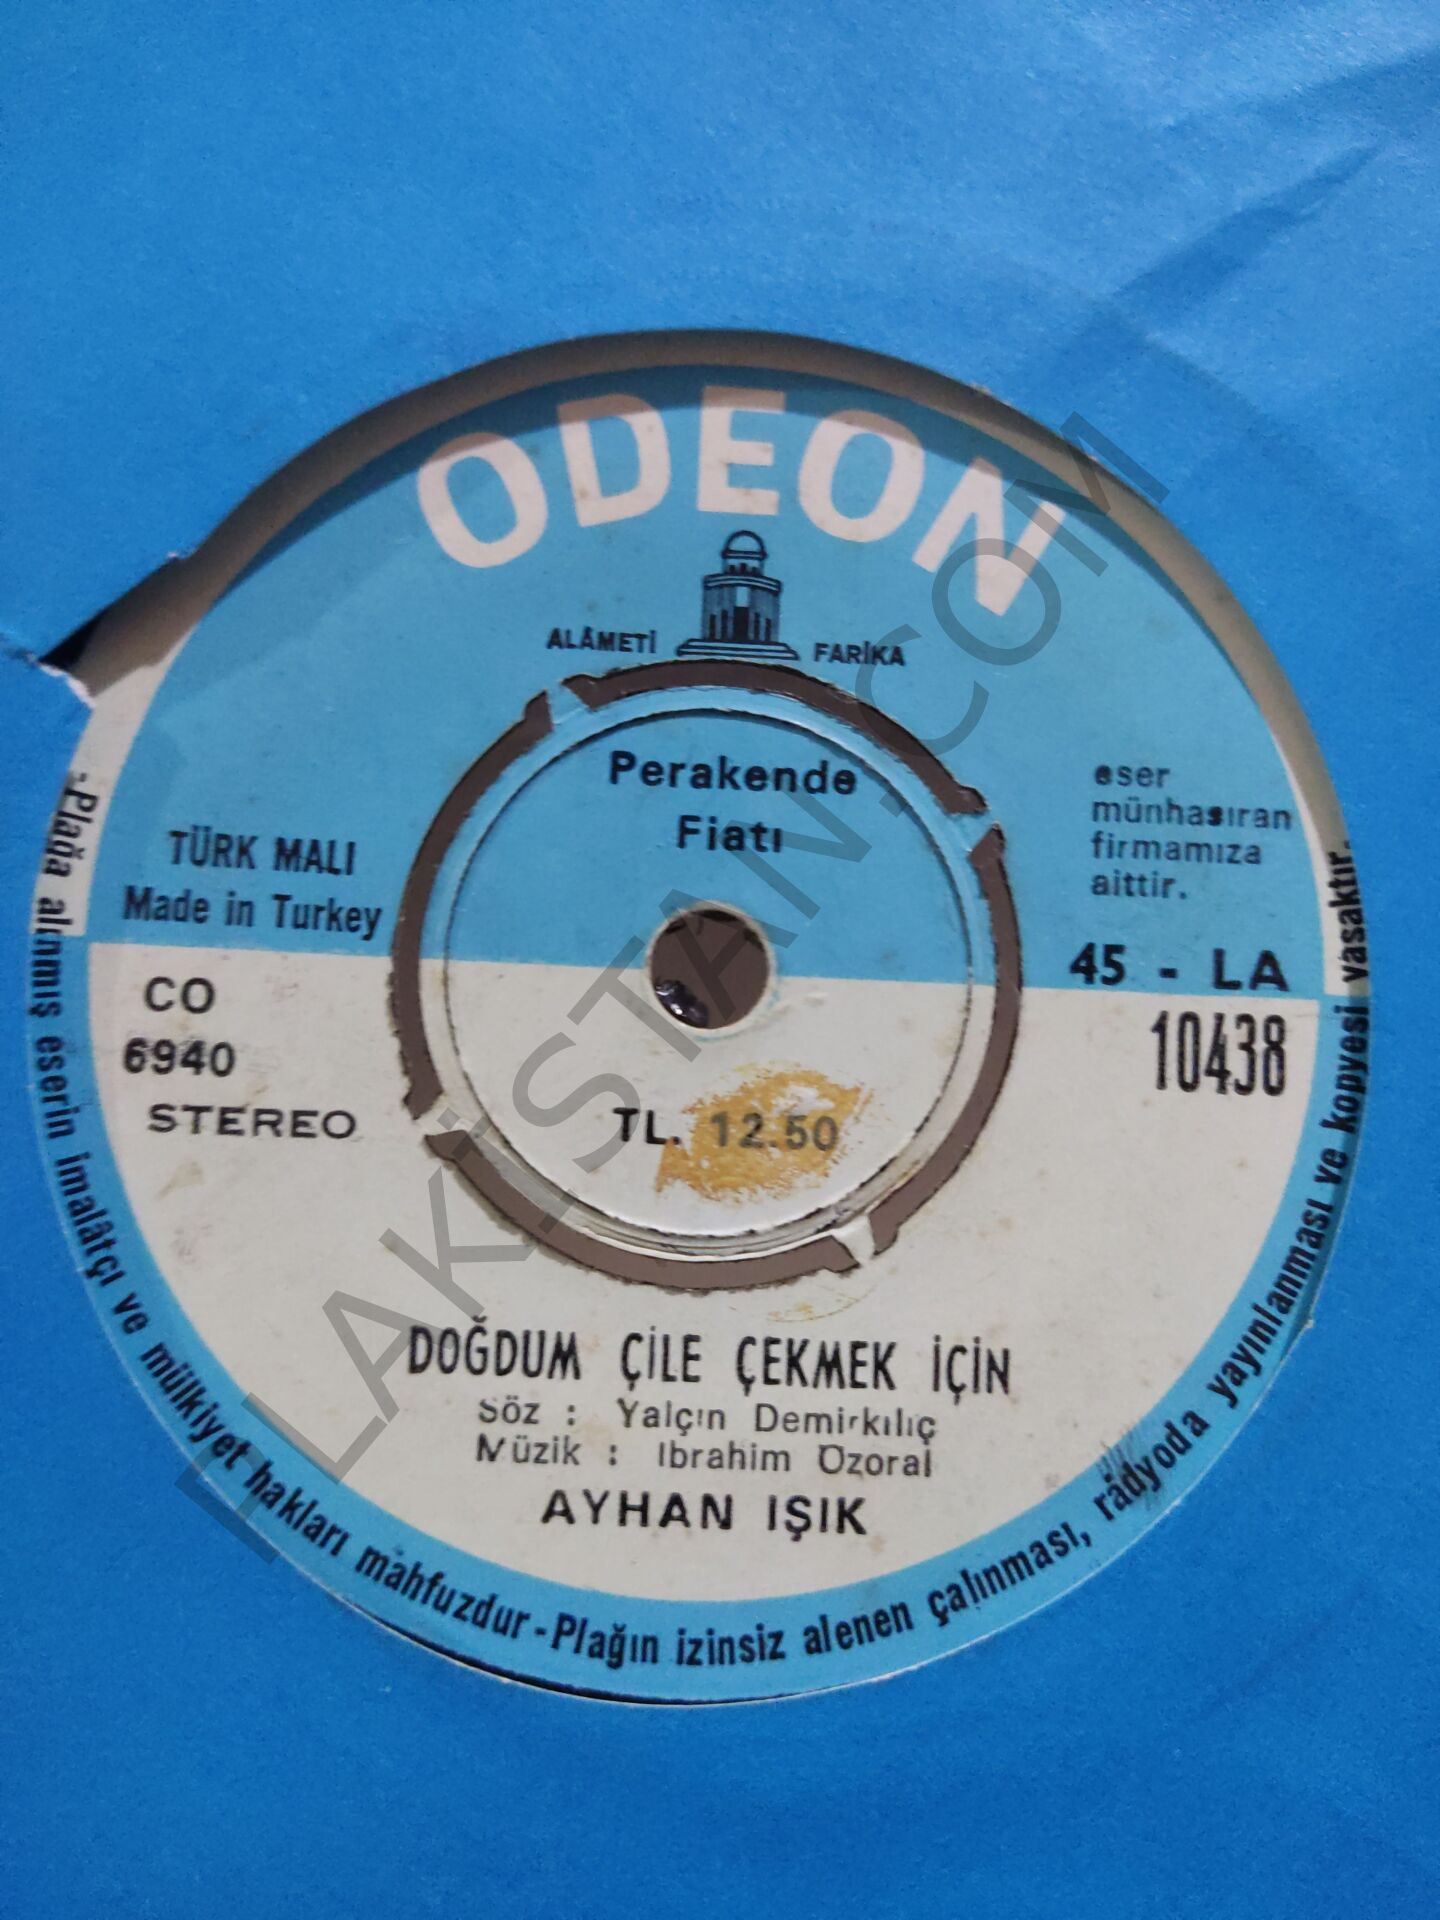 ODEON
ALÂMETİ FARİKA
Perakende
Fiatı
eser
münhasıran
firmamıza
aittir.
TÜRK MALI
Made in Turkey
45 - LA
10438
CO
6940
STEREO
TL. 12.50
DOĞDUM ÇİLE ÇEKMEK İÇİN
Söz : Yalçın Demirkılıç
Müzik : Ibrahim Özoral
AYHAN IŞIK
-Plağa alınmış eserin imalâtçı ve mülkiyet hakları mahfuzdur-Plağın izinsiz alenen çalınması, radyoda yayınlanması ve kopyesi yasaktır.
PLAKİSTAN.COM